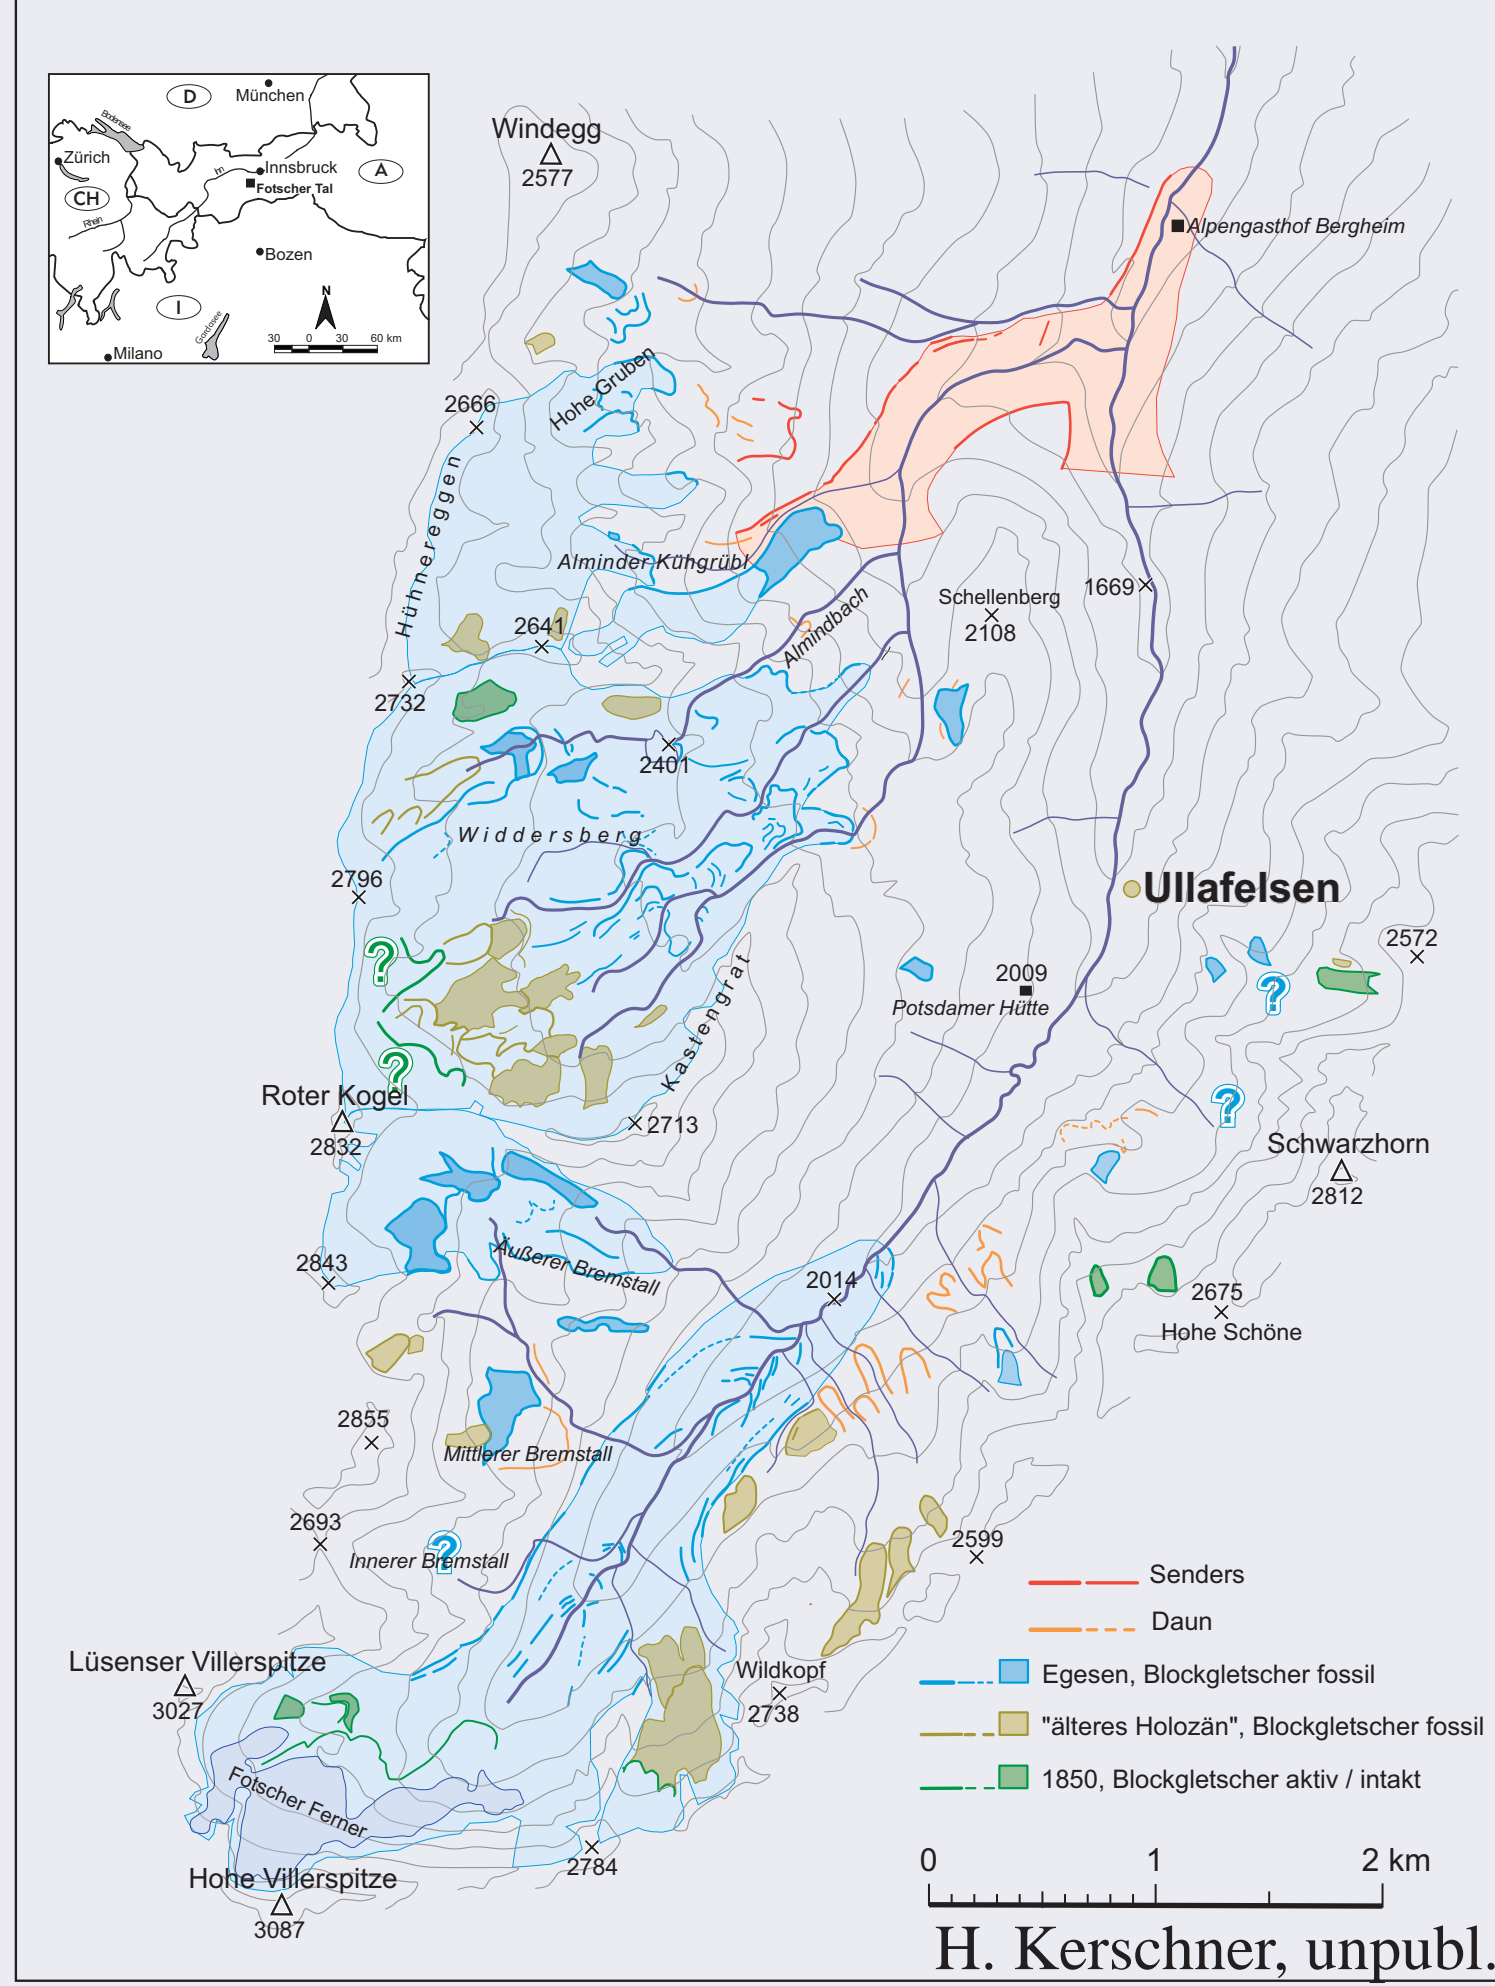 D
München
Bodensee
Zürich
Inn
Innsbruck
A
Fotscher Tal
CH
Rhein
Bozen
N
I
Gardasee
30 0 30 60 km
Milano
Windegg
2577
Alpengasthof Bergheim
Hohe Gruben
2666
Hühnereggen
Alminder Kühgrübl
Almindbach
1669
Schellenberg
2108
2641
2732
2401
Widdersberg
2796
Ullafelsen
?
2572
2009
?
Potsdamer Hütte
Kastengrat
?
Roter Kogel
2832
2713
?
Schwarzhorn
2812
Äußerer Bremstall
2843
2014
2675
Hohe Schöne
2855
Mittlerer Bremstall
2693
?
Innerer Bremstall
2599
Senders
Daun
Lüsenser Villerspitze
3027
Wildkopf
2738
Egesen, Blockgletscher fossil
"älteres Holozän", Blockgletscher fossil
1850, Blockgletscher aktiv / intakt
Fotscher Ferner
2784
Hohe Villerspitze
3087
0 1 2 km
H. Kerschner, unpubl.